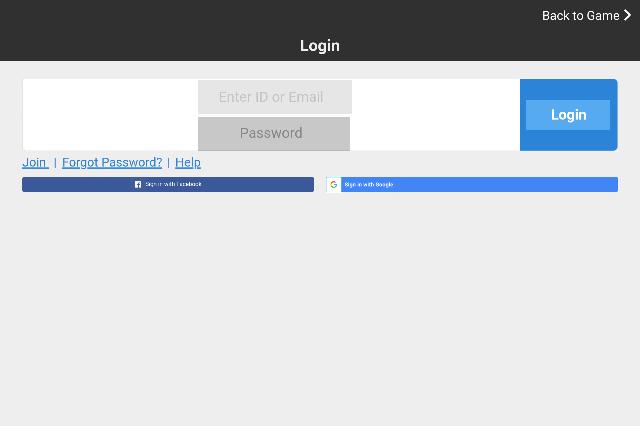 Back to Game
Login
Enter ID or Email
Password
Login
Join | Forgot Password? | Help
Sign in with Facebook
Sign in with Google